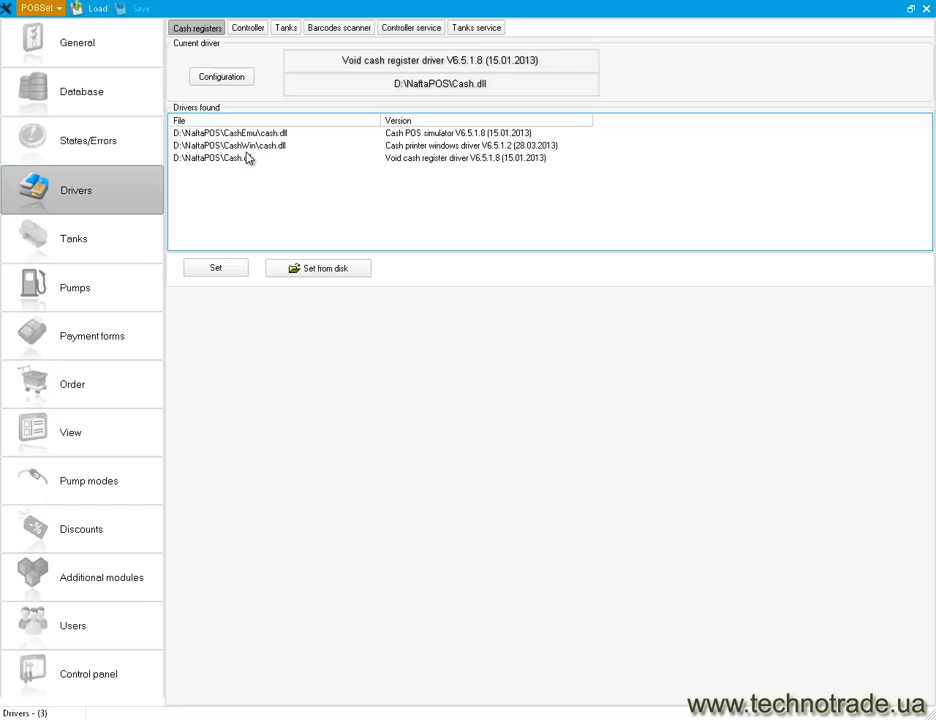 POSSet
Load
Save
General
Database
States/Errors
Drivers
Tanks
Pumps
Payment forms
Order
View
Pump modes
Discounts
Additional modules
Users
Control panel
Cash registers
Controller
Tanks
Barcodes scanner
Controller service
Tanks service
Current driver
Configuration
Void cash register driver V6.5.1.8 (15.01.2013)
D:\NaftaPOS\Cash.dll
Drivers found
File
Version
D:\NaftaPOS\CashEmu\cash.dll
Cash POS simulator V6.5.1.8 (15.01.2013)
D:\NaftaPOS\CashWin\cash.dll
Cash printer windows driver V6.5.1.2 (28.03.2013)
D:\NaftaPOS\Cash.
Void cash register driver V6.5.1.8 (15.01.2013)
Set
Set from disk
Drivers - (3)
www.technotrade.ua